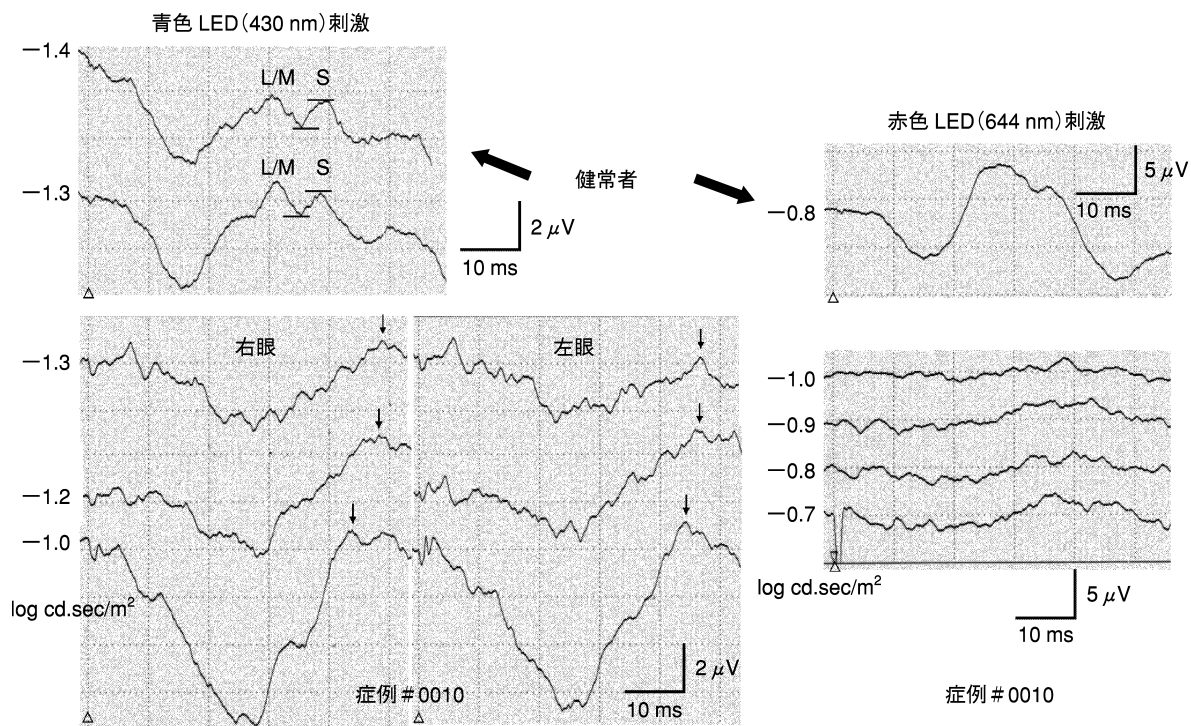 青色 LED(430 nm)刺激
−1.4
L/M S
L/M S
−1.3
2 μV
10 ms
健常者
赤色 LED(644 nm)刺激
5 μV
10 ms
−0.8
右眼
左眼
−1.3
−1.2
−1.0
log cd.sec/m²
2 μV
10 ms
症例#0010
−1.0
−0.9
−0.8
−0.7
log cd.sec/m²
5 μV
10 ms
症例#0010